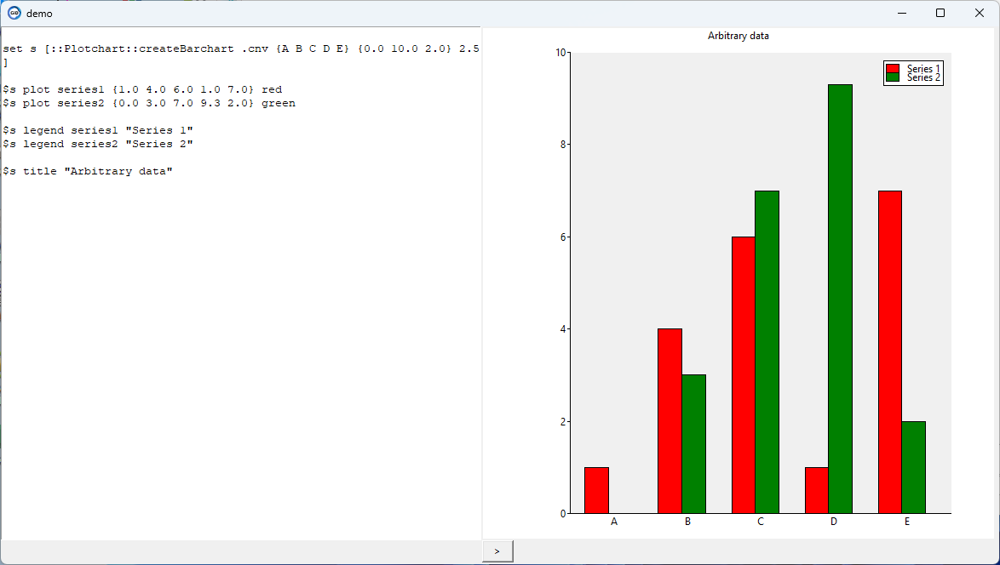 GiD demo
set s [::Plotchart::createBarchart .cnv {A B C D E} {0.0 10.0 2.0} 2.5
]
$s plot series1 {1.0 4.0 6.0 1.0 7.0} red
$s plot series2 {0.0 3.0 7.0 9.3 2.0} green
$s legend series1 "Series 1"
$s legend series2 "Series 2"
$s title "Arbitrary data"
Arbitrary data
Series 1
Series 2
10
8
6
4
2
0
A B C D E
>